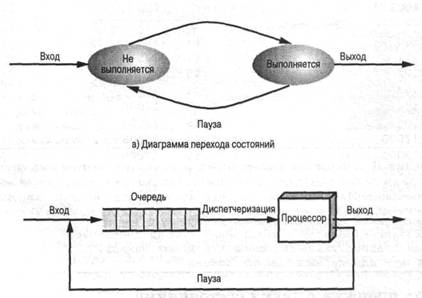 Вход
Не
выполняется
Выполняется
Выход
Пауза
а) Диаграмма перехода состояний
Очередь
Вход
Диспетчеризация
Процессор
Выход
Пауза